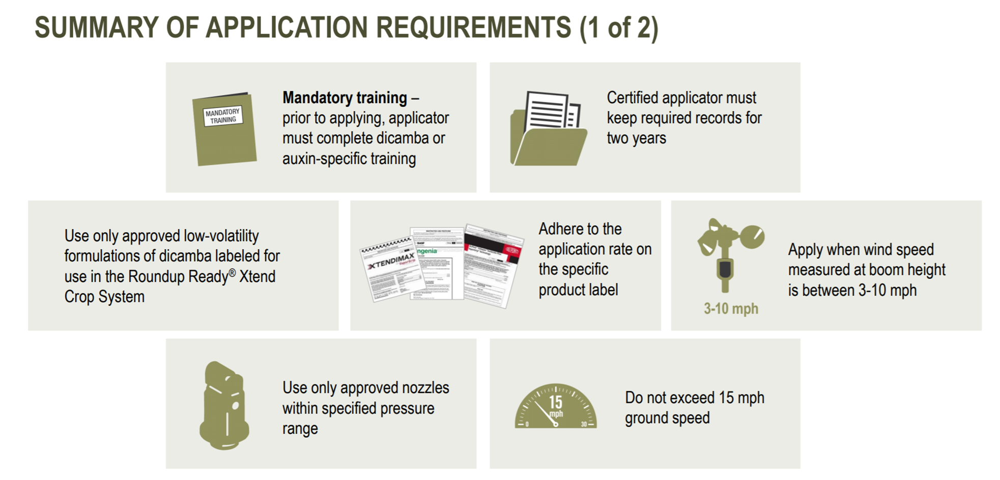 SUMMARY OF APPLICATION REQUIREMENTS (1 of 2)
MANDATORY
TRAINING
Mandatory training –
prior to applying, applicator
must complete dicamba or
auxin-specific training
Certified applicator must
keep required records for
two years
Use only approved low-volatility
formulations of dicamba labeled for
use in the Roundup Ready® Xtend
Crop System
XTENDIMAX
VaporGrip
BASF
ngenia
Adhere to the
application rate on
the specific
product label
3-10 mph
Apply when wind speed
measured at boom height
is between 3-10 mph
Use only approved nozzles
within specified pressure
range
15
mph
0
30
Do not exceed 15 mph
ground speed